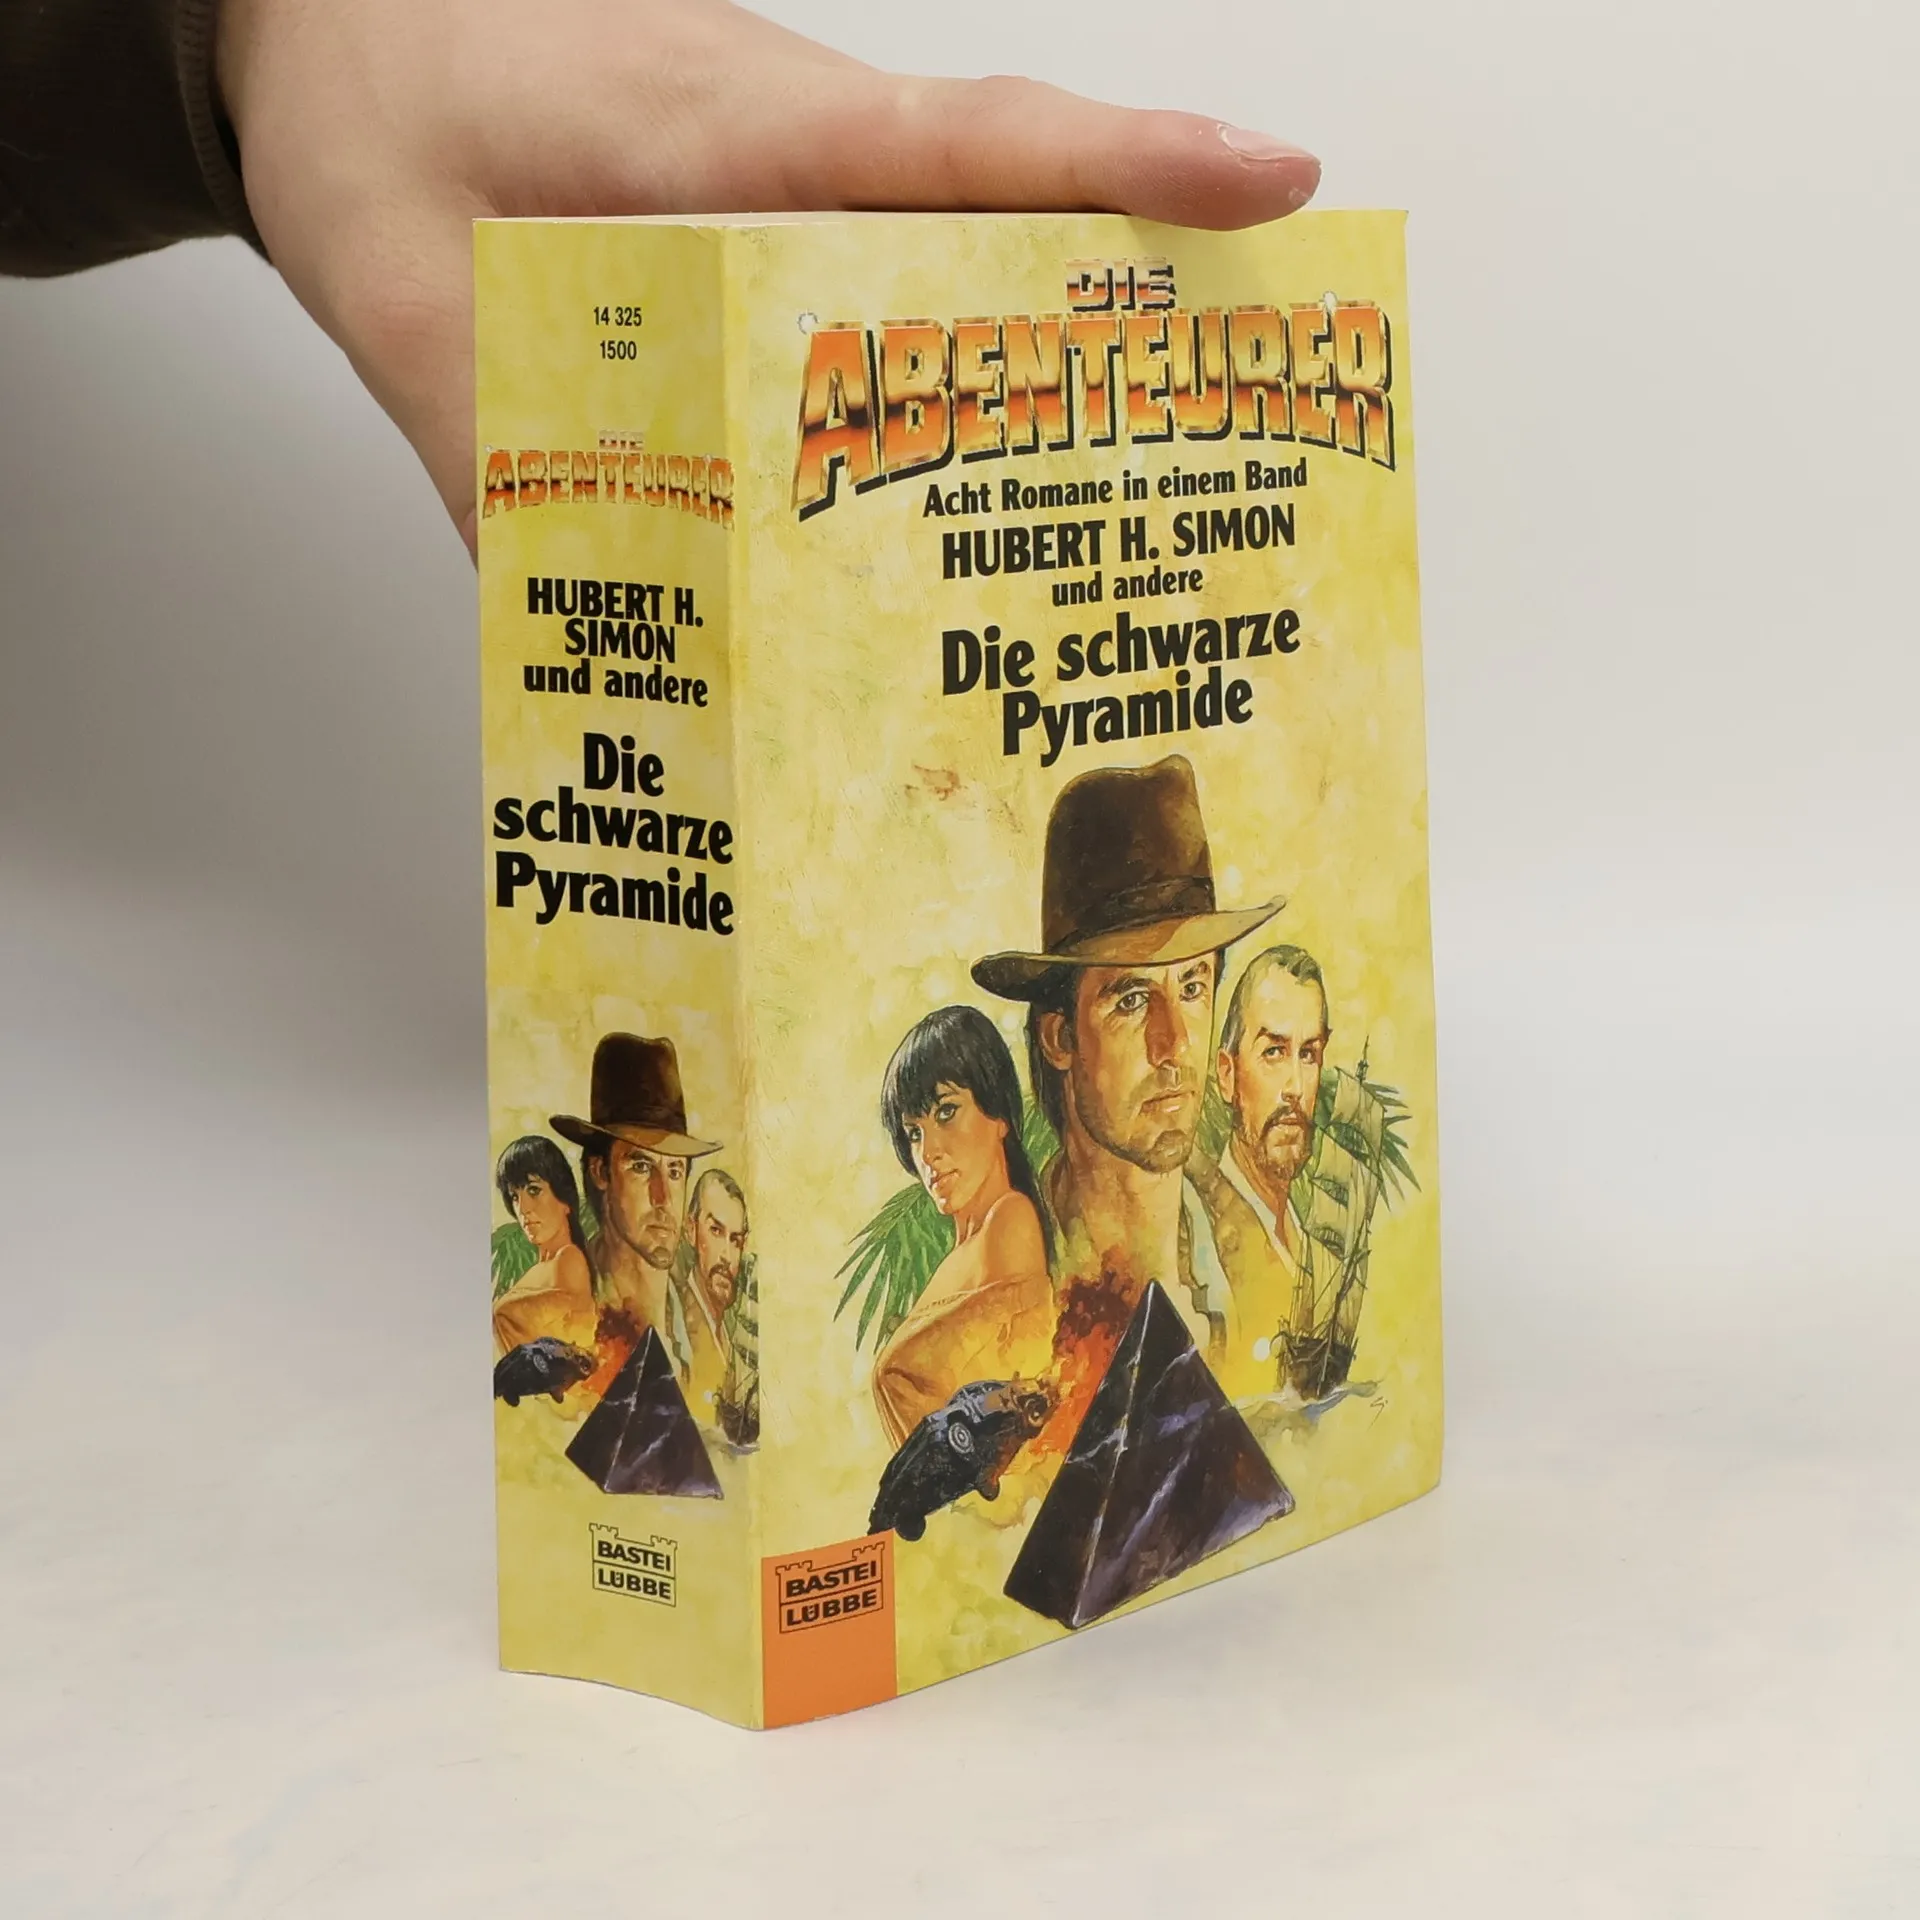 14 325
1500
DIE
ABENTEURER
HUBERT H.
SIMON
und andere
Die
schwarze
Pyramide
BASTEI
LÜBBE
DIE
ABENTEURER
Acht Romane in einem Band
HUBERT H. SIMON
und andere
Die schwarze
Pyramide
BASTEI
LÜBBE